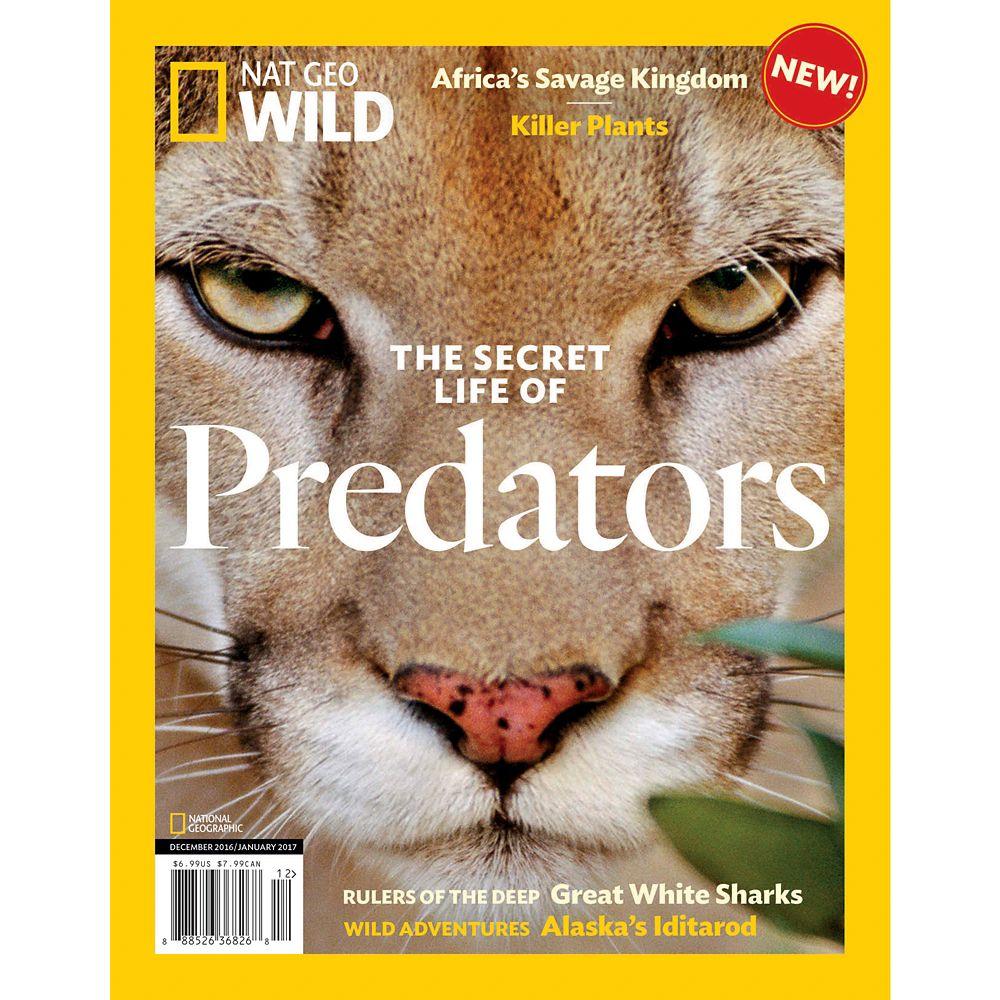 NAT GEO
WILD
Africa's Savage Kingdom
Killer Plants
NEW!
THE SECRET
LIFE OF
Predators
NATIONAL
GEOGRAPHIC
DECEMBER 2016/JANUARY 2017
$6.99US $7.99CAN
12>
8 88526 36826 8
RULERS OF THE DEEP Great White Sharks
WILD ADVENTURES Alaska's Iditarod